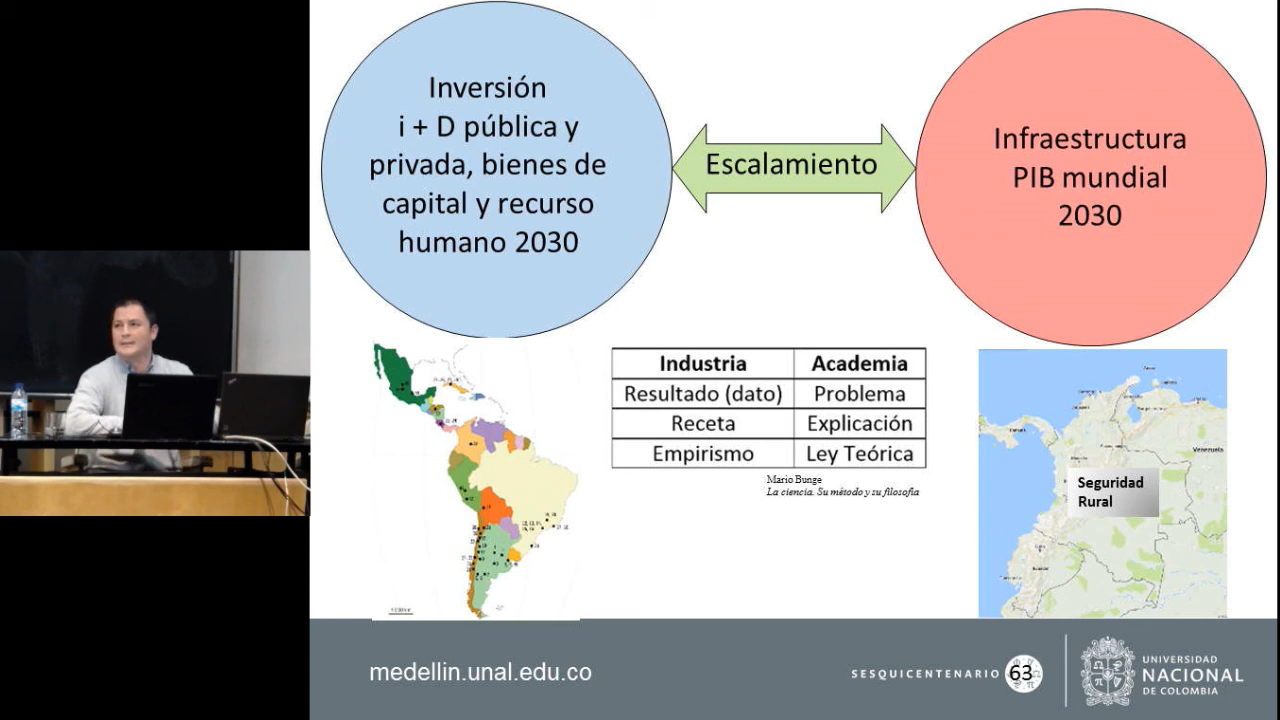 Inversión
i + D pública y
privada, bienes de
capital y recurso
humano 2030
Escalamiento
Infraestructura
PIB mundial
2030
Industria Academia
Resultado (dato) Problema
Receta Explicación
Empirismo Ley Teórica
Mario Bunge
La ciencia. Su método y su filosofía
Venezuela
Seguridad
Rural
medellin.unal.edu.co
SESQUICENTENARIO
63
UNIVERSIDAD
NACIONAL
DE COLOMBIA